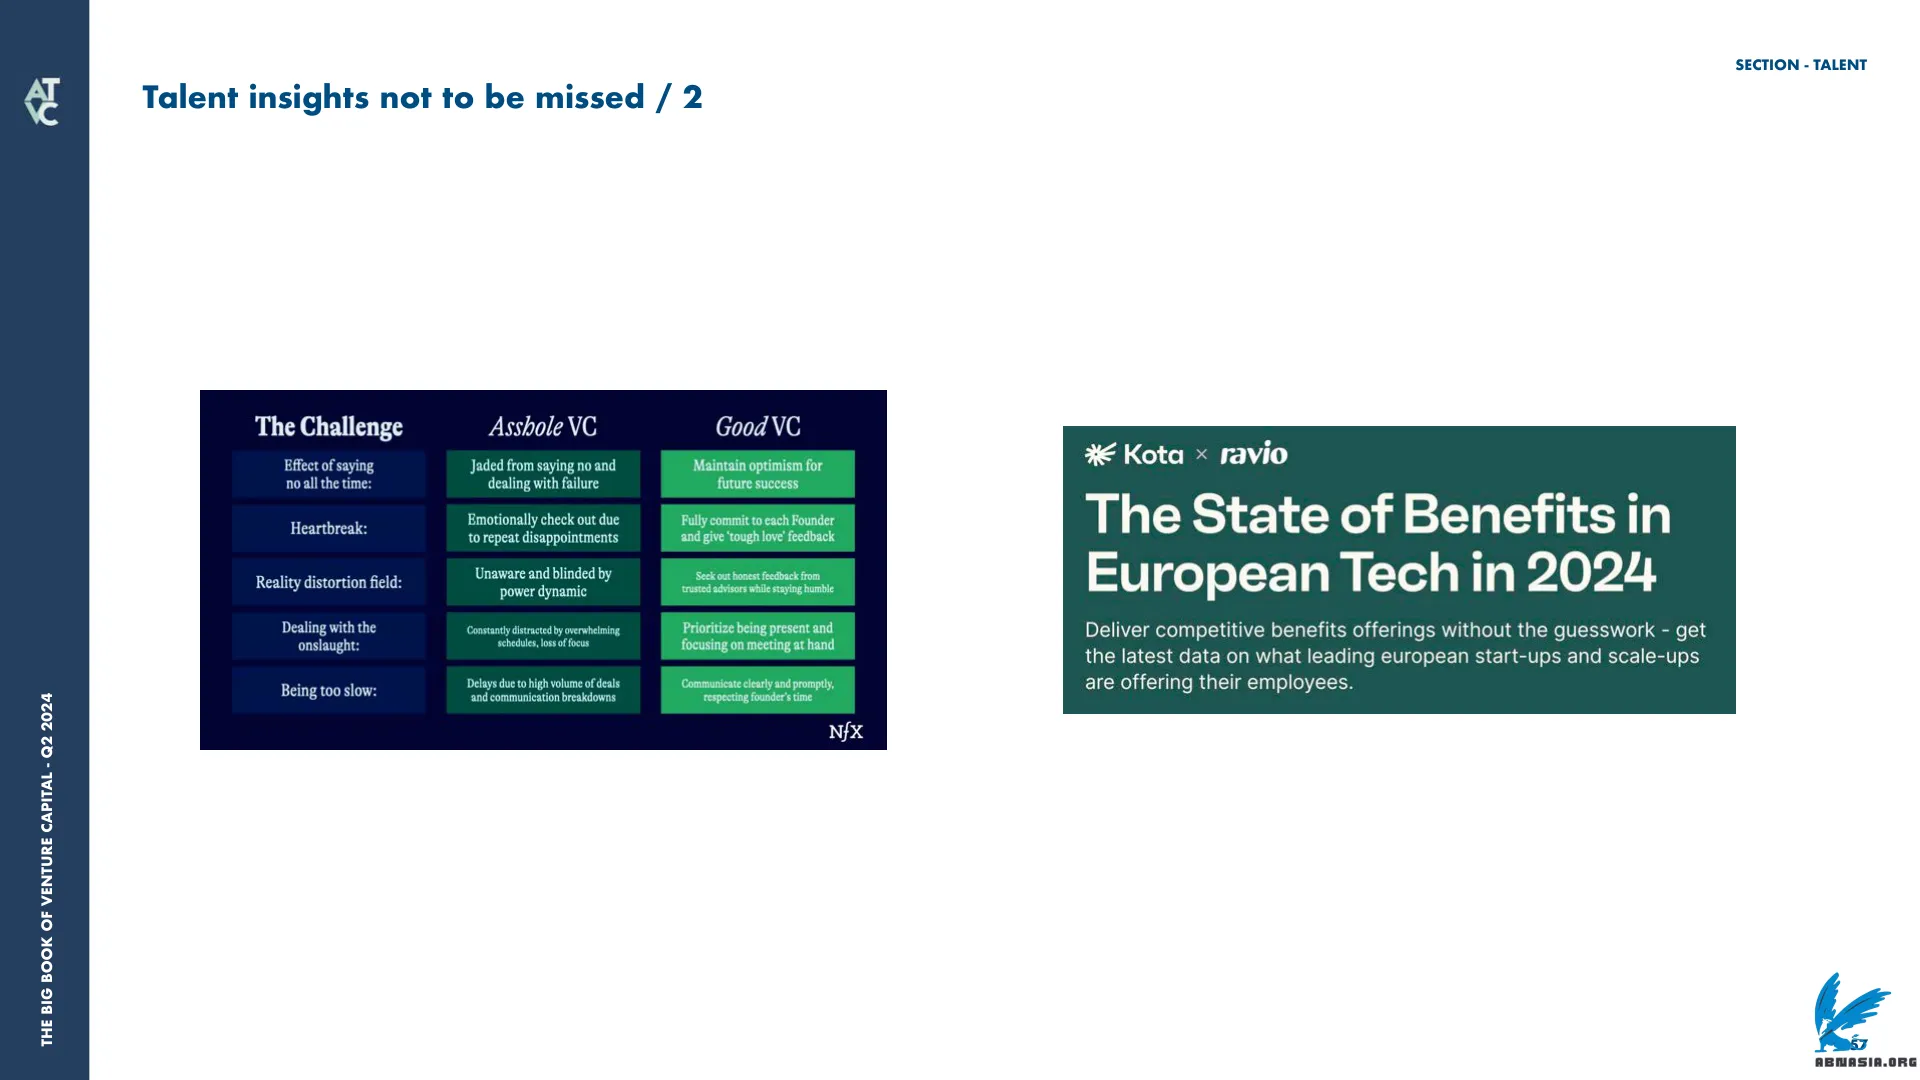 AT
VC
SECTION - TALENT
Talent insights not to be missed / 2
The Challenge
Asshole VC
Good VC
Effect of saying
no all the time:
Jaded from saying no and
dealing with failure
Maintain optimism for
future success
Heartbreak:
Emotionally check out due
to repeat disappointments
Fully commit to each Founder
and give 'tough love' feedback
Reality distortion field:
Unaware and blinded by
power dynamic
Seek out honest feedback from
trusted advisors while staying humble
Dealing with the
onslaught:
Constantly distracted by overwhelming
schedules, loss of focus
Prioritize being present and
focusing on meeting at hand
Being too slow:
Delays due to high volume of deals
and communication breakdowns
Communicate clearly and promptly,
respecting founder's time
NfX
Kota × ravio
The State of Benefits in
European Tech in 2024
Deliver competitive benefits offerings without the guesswork - get
the latest data on what leading european start-ups and scale-ups
are offering their employees.
THE BIG BOOK OF VENTURE CAPITAL - Q2 2024
57
ABNASIA.ORG